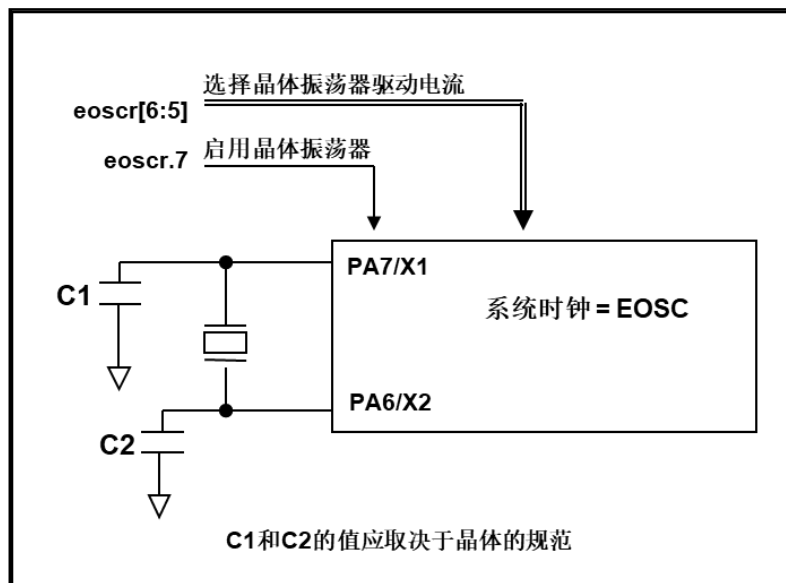 选择晶体振荡器驱动电流
eoscr[6:5]
eoscr.7 启用晶体振荡器
PA7/X1
C1
系统时钟 = EOSC
PA6/X2
C2
C1和C2的值应取决于晶体的规范